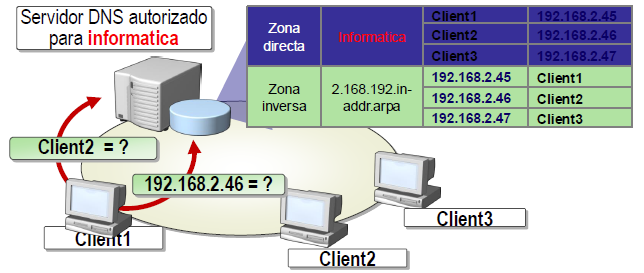 Servidor DNS autorizado
para informatica
Zona
directa
Informatica
Client1 192.168.2.45
Client2 192.168.2.46
Client3 192.168.2.47
Zona
inversa
2.168.192.in-
addr.arpa
192.168.2.45 Client1
192.168.2.46 Client2
192.168.2.47 Client3
Client2 = ?
192.168.2.46 = ?
Client1
Client2
Client3